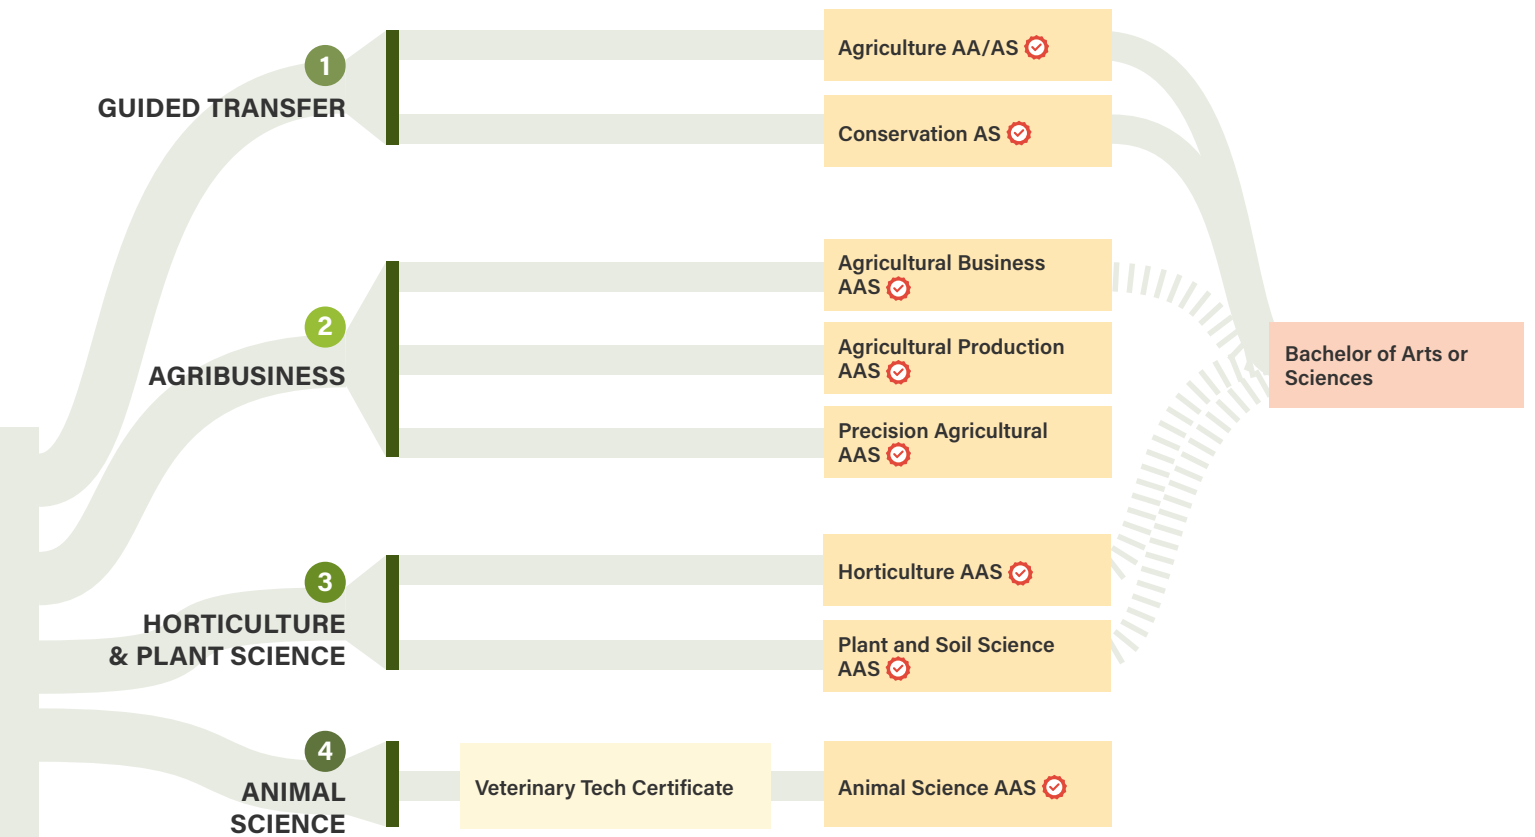 1
GUIDED TRANSFER
Agriculture AA/AS
Conservation AS
2
AGRIBUSINESS
Agricultural Business
AAS
Agricultural Production
AAS
Precision Agricultural
AAS
Bachelor of Arts or
Sciences
3
HORTICULTURE
& PLANT SCIENCE
Horticulture AAS
Plant and Soil Science
AAS
4
ANIMAL
SCIENCE
Veterinary Tech Certificate
Animal Science AAS